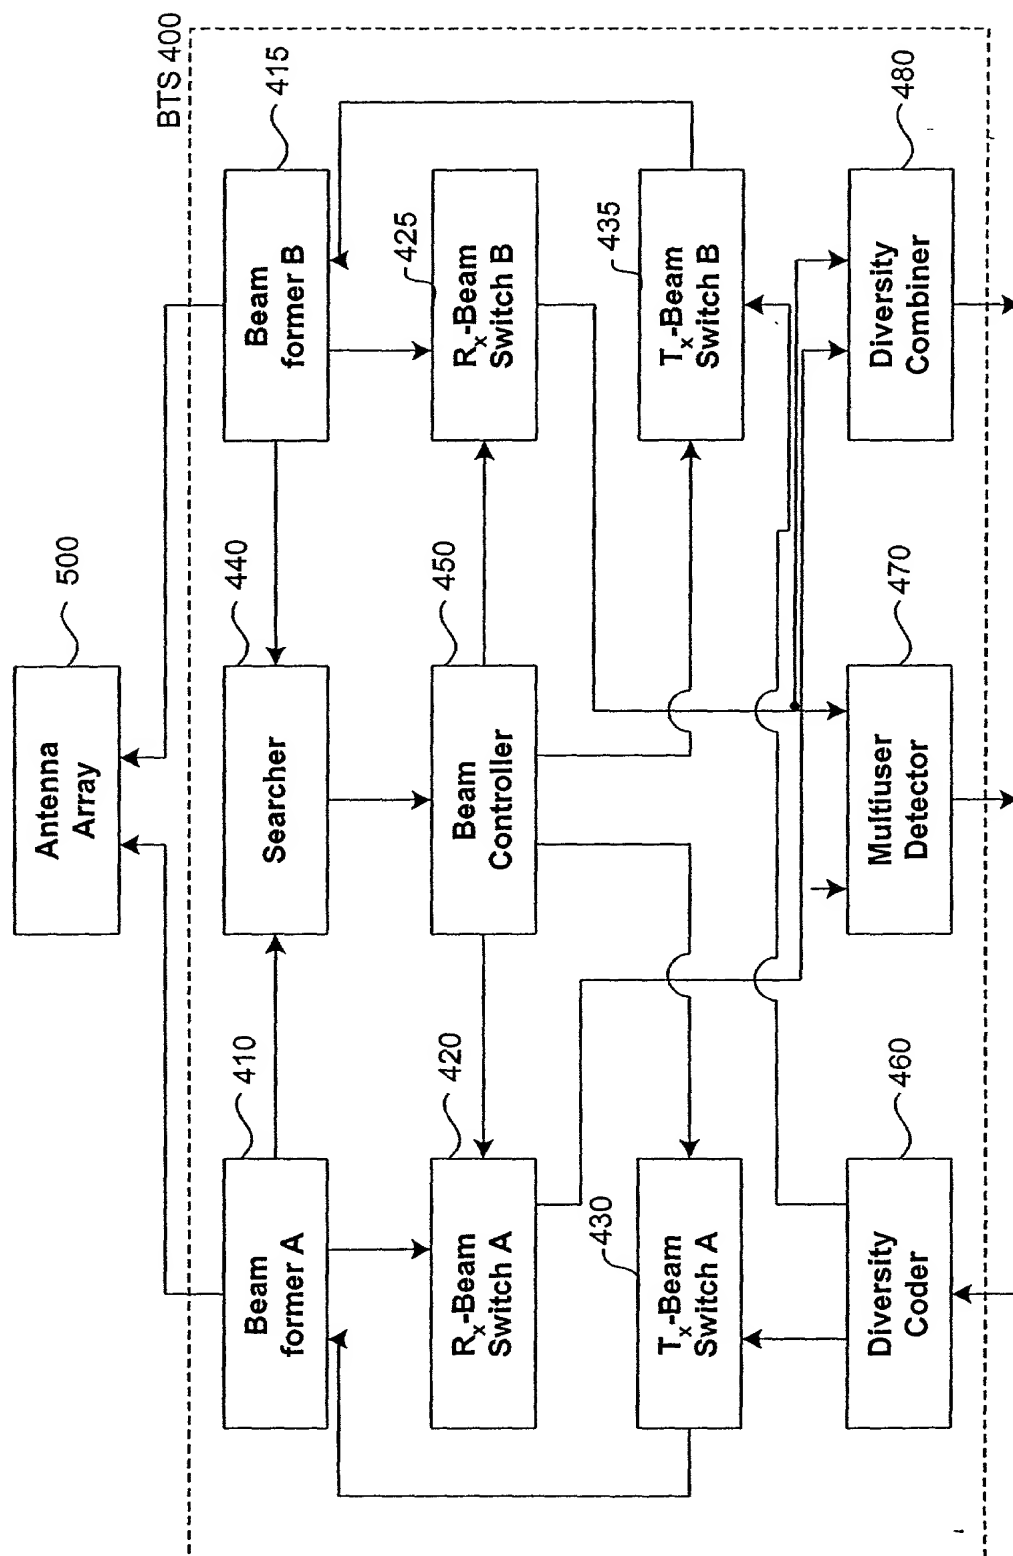 BTS 400
500
Antenna
Array
410
Beam
former A
440
Searcher
415
Beam
former B
420
Rx-Beam
Switch A
450
Beam
Controller
425
Rx-Beam
Switch B
430
Tx-Beam
Switch A
435
Tx-Beam
Switch B
460
Diversity
Coder
470
Multiuser
Detector
480
Diversity
Combiner